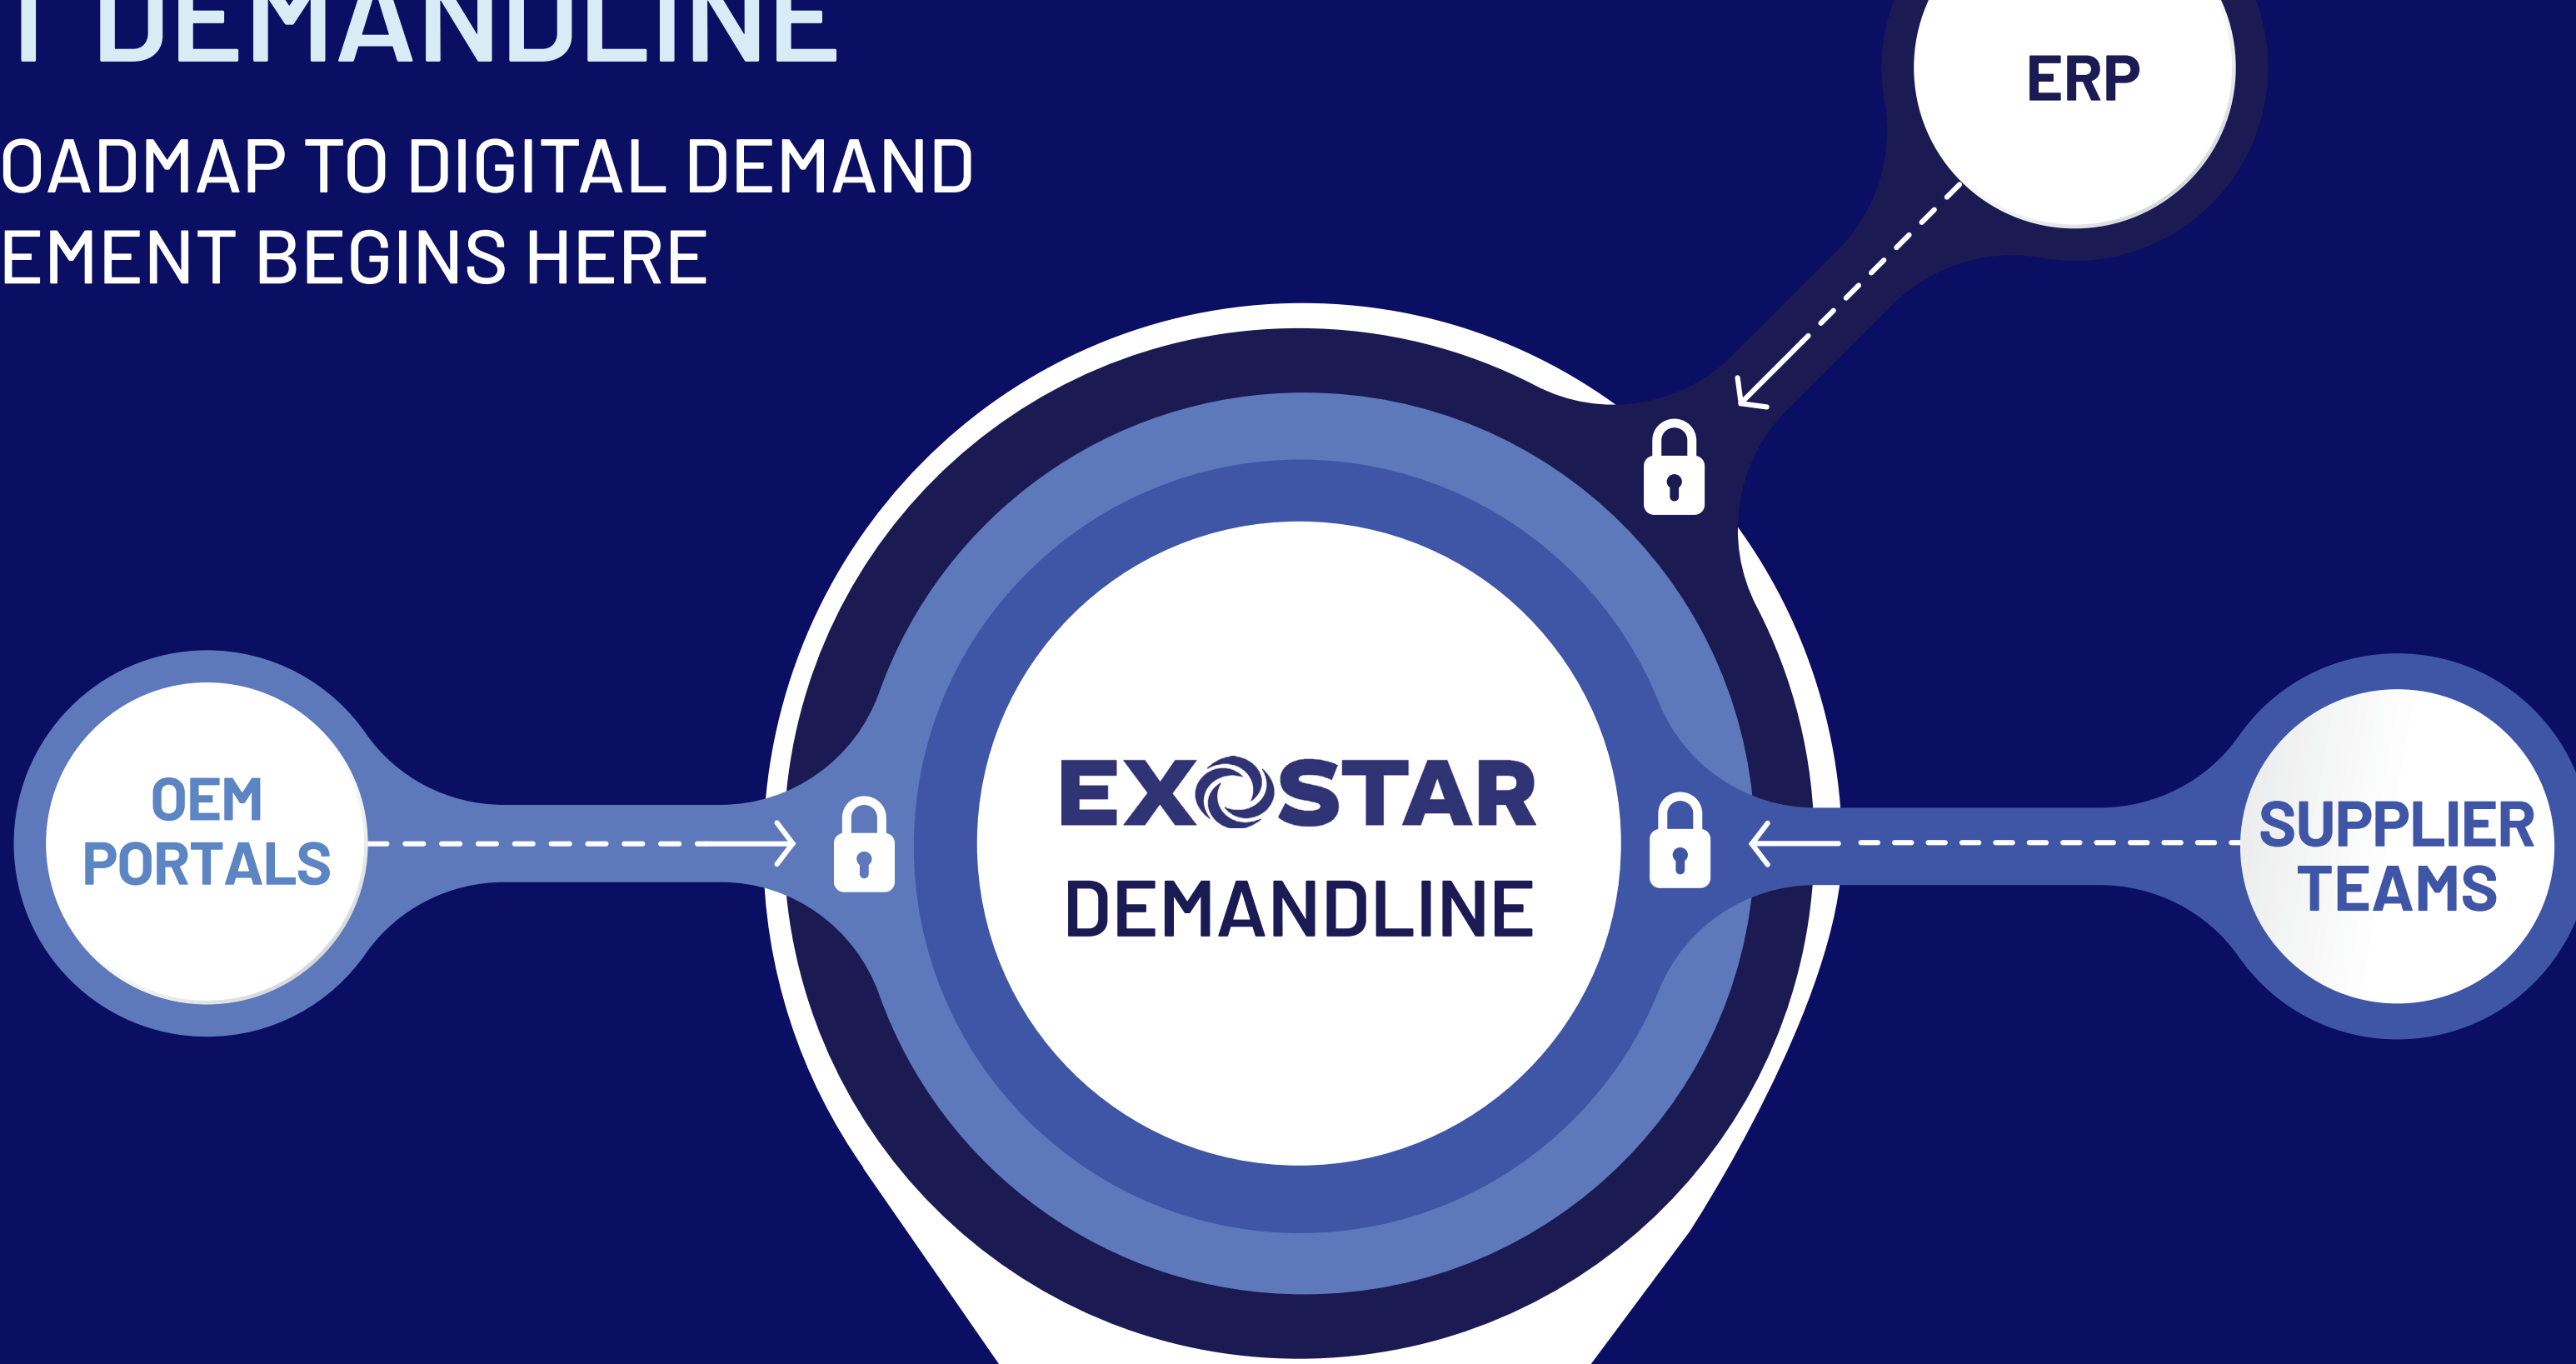 T DEMANDLINE
OADMAP TO DIGITAL DEMAND
EMENT BEGINS HERE
ERP
OEM
PORTALS
EXOSTAR
DEMANDLINE
SUPPLIER
TEAMS